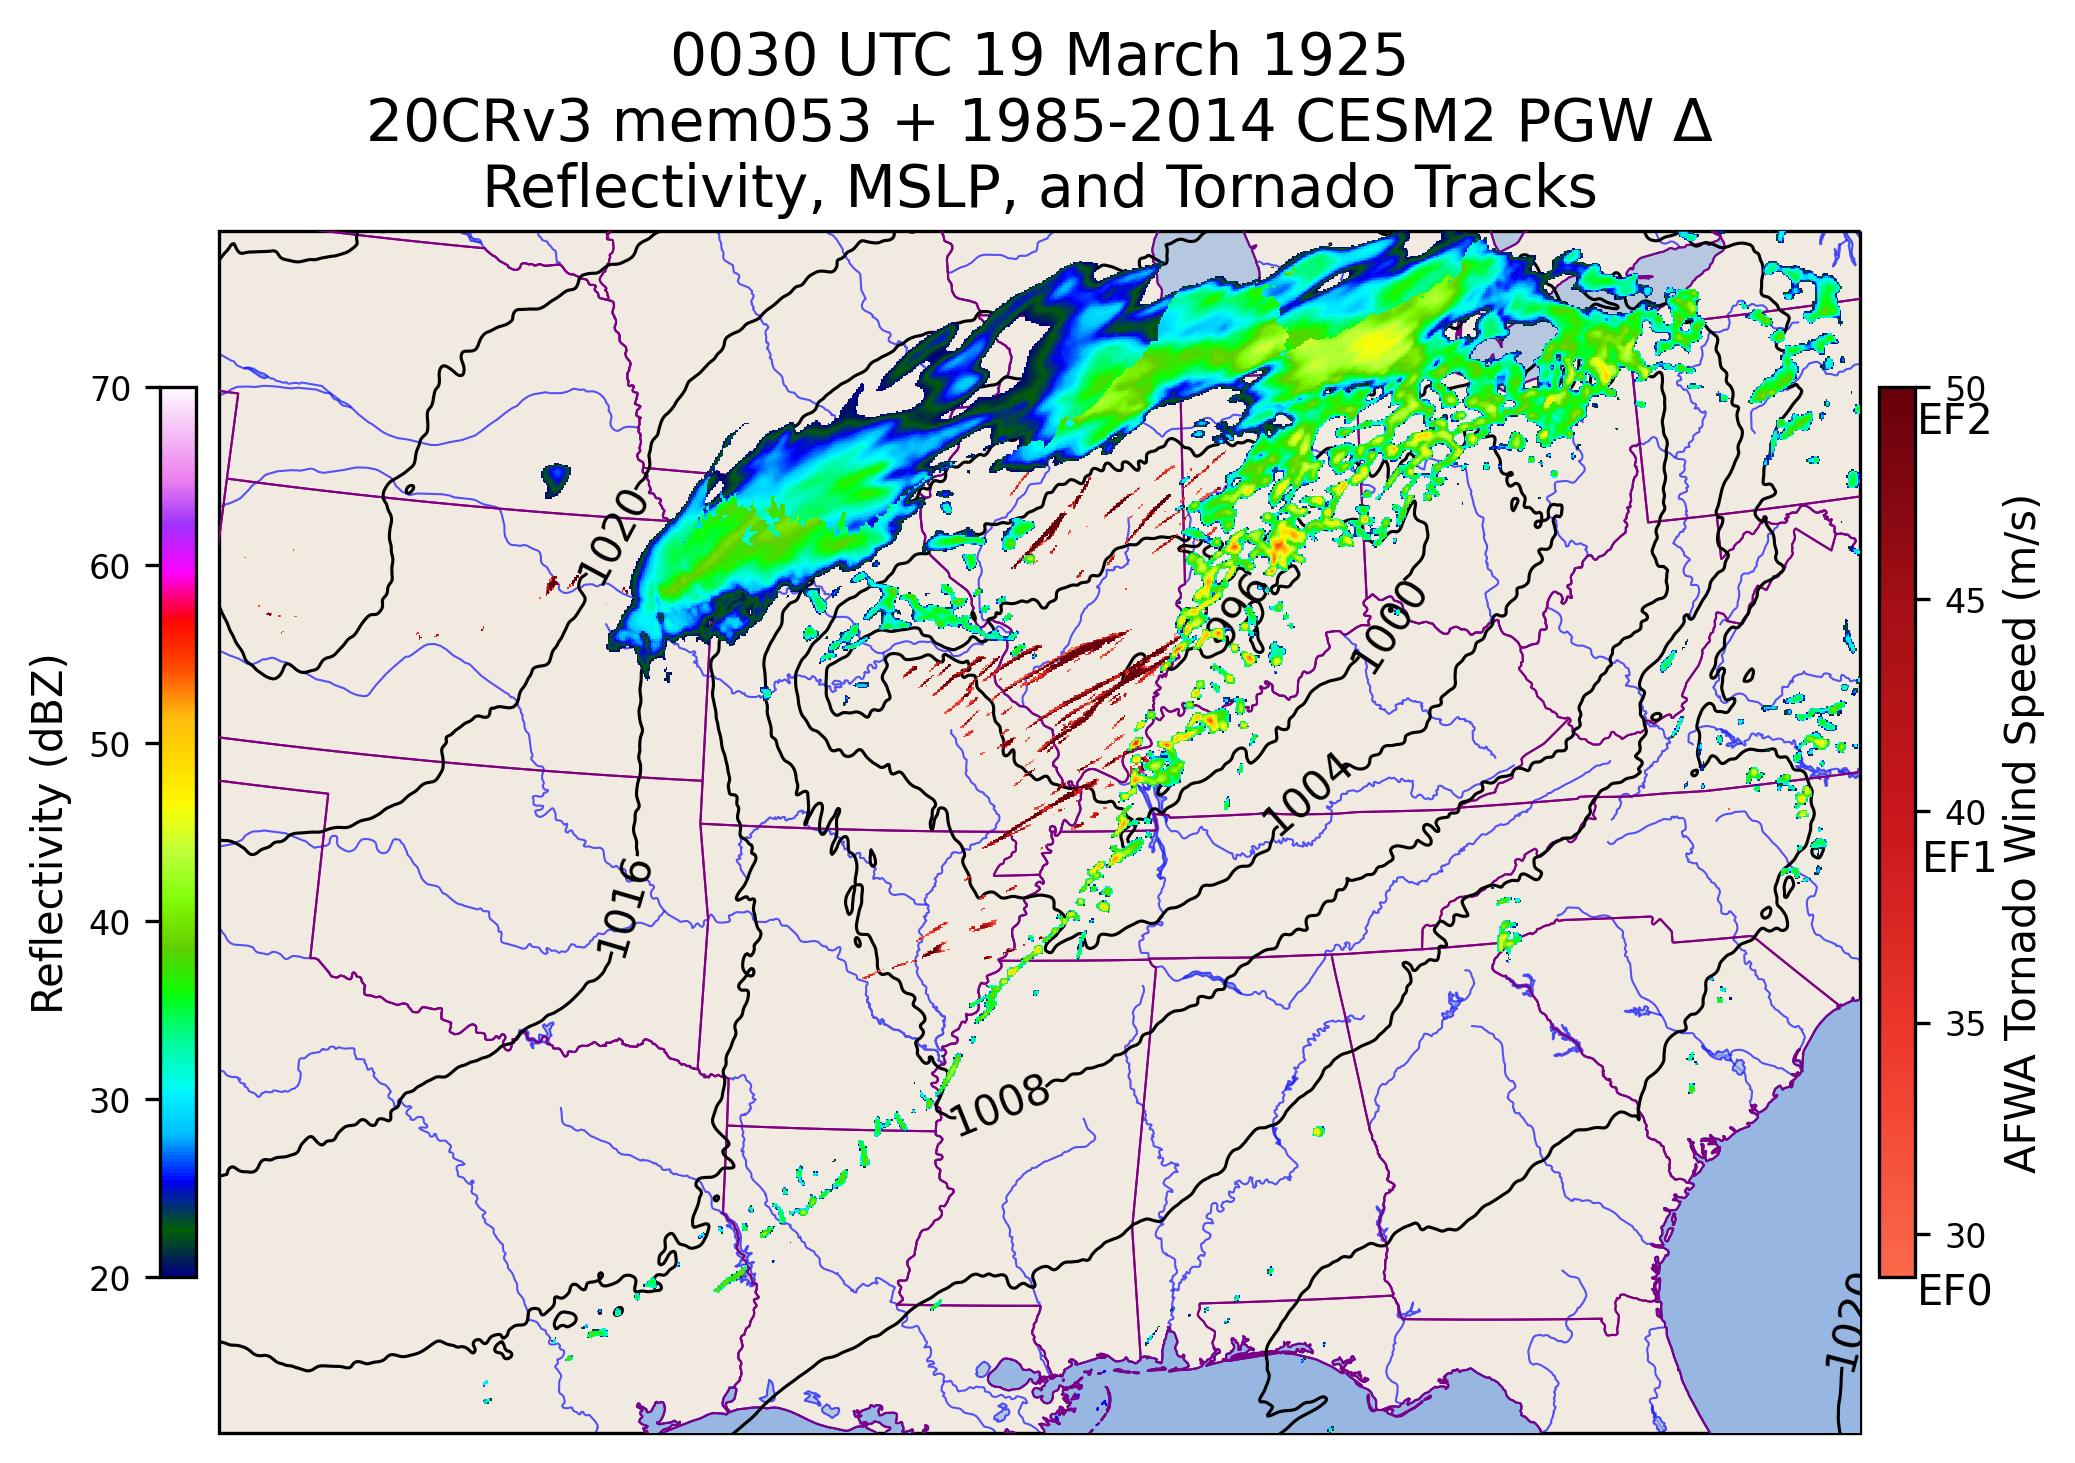 0030 UTC 19 March 1925
20CRv3 mem053 + 1985-2014 CESM2 PGW Δ
Reflectivity, MSLP, and Tornado Tracks
70
60
50
40
30
20
Reflectivity (dBZ)
1020
1016
996
1000
1004
1008
1020
50
EF2
45
40
EF1
35
30
EF0
AFWA Tornado Wind Speed (m/s)